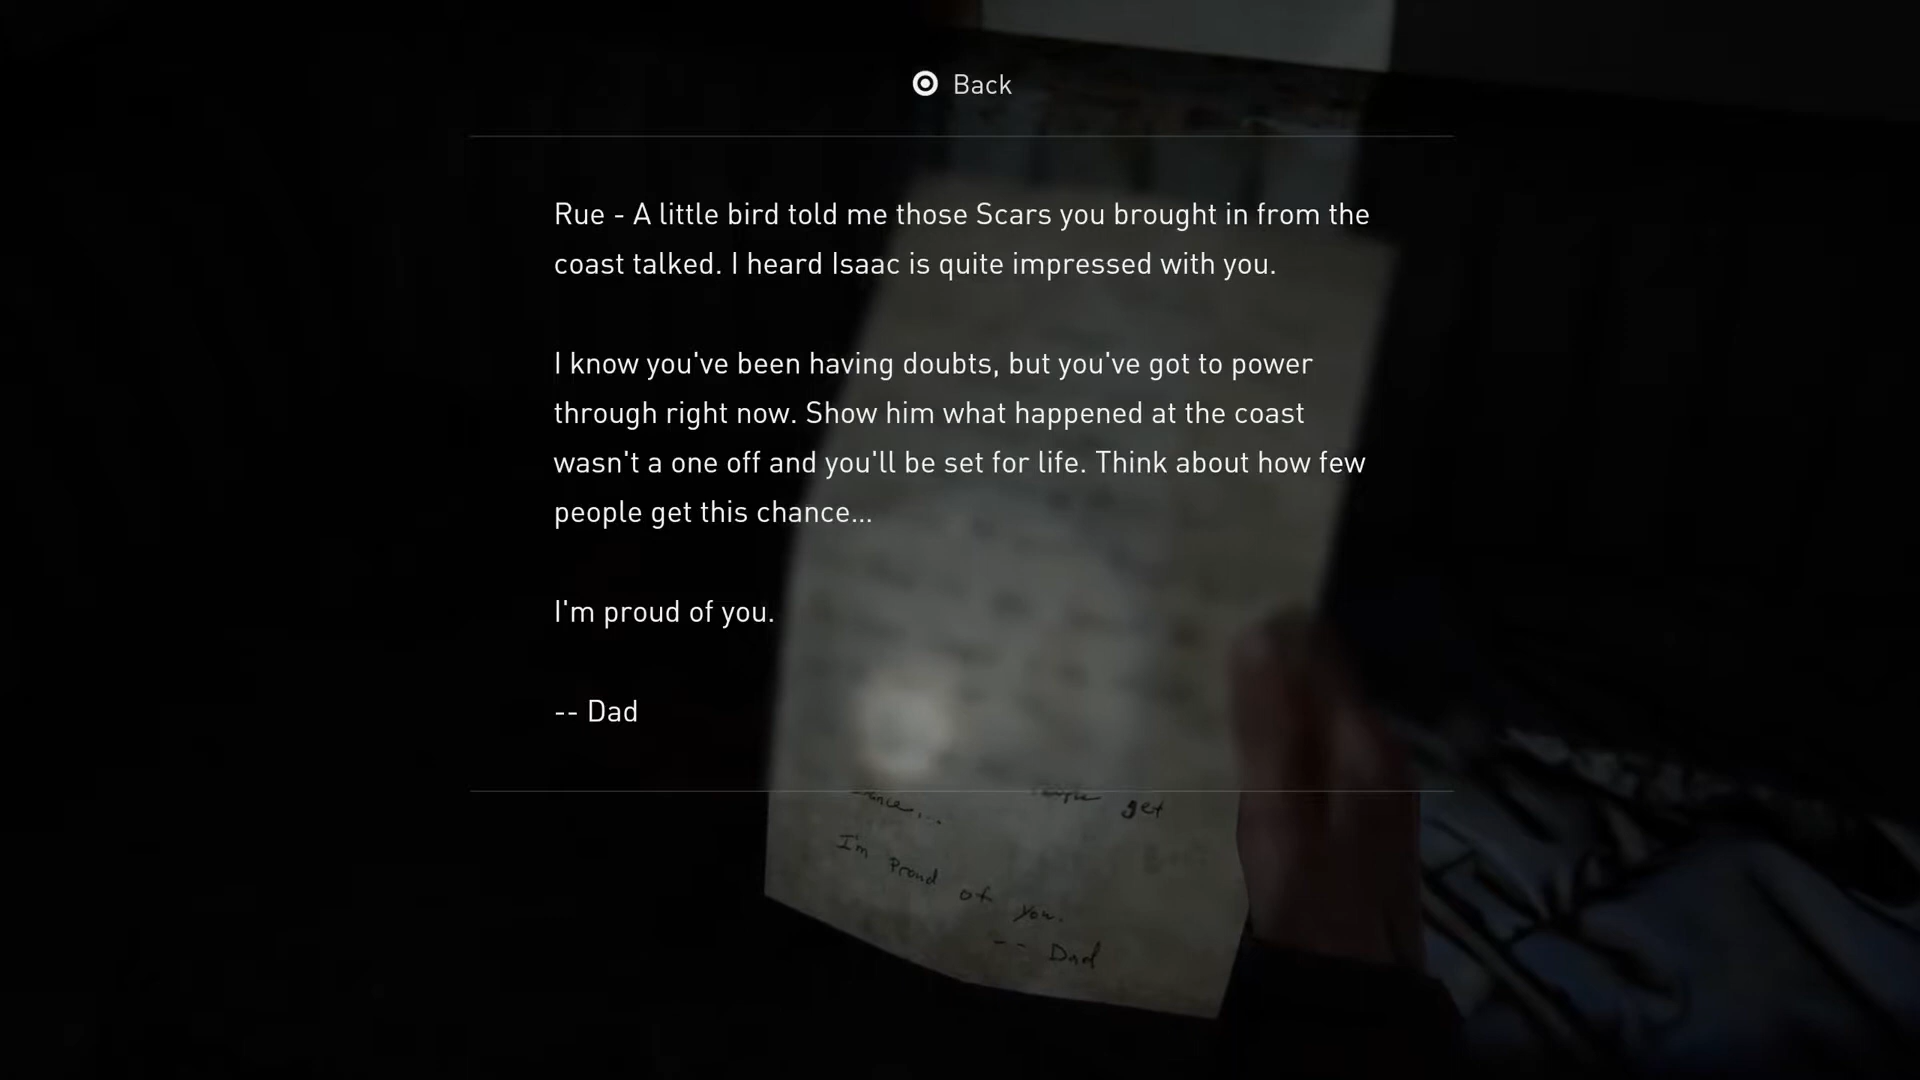 Back
Rue - A little bird told me those Scars you brought in from the
coast talked. I heard Isaac is quite impressed with you.
I know you've been having doubts, but you've got to power
through right now. Show him what happened at the coast
wasn't a one off and you'll be set for life. Think about how few
people get this chance...
I'm proud of you.
-- Dad
get
I'm Proud of you.
-- Dad